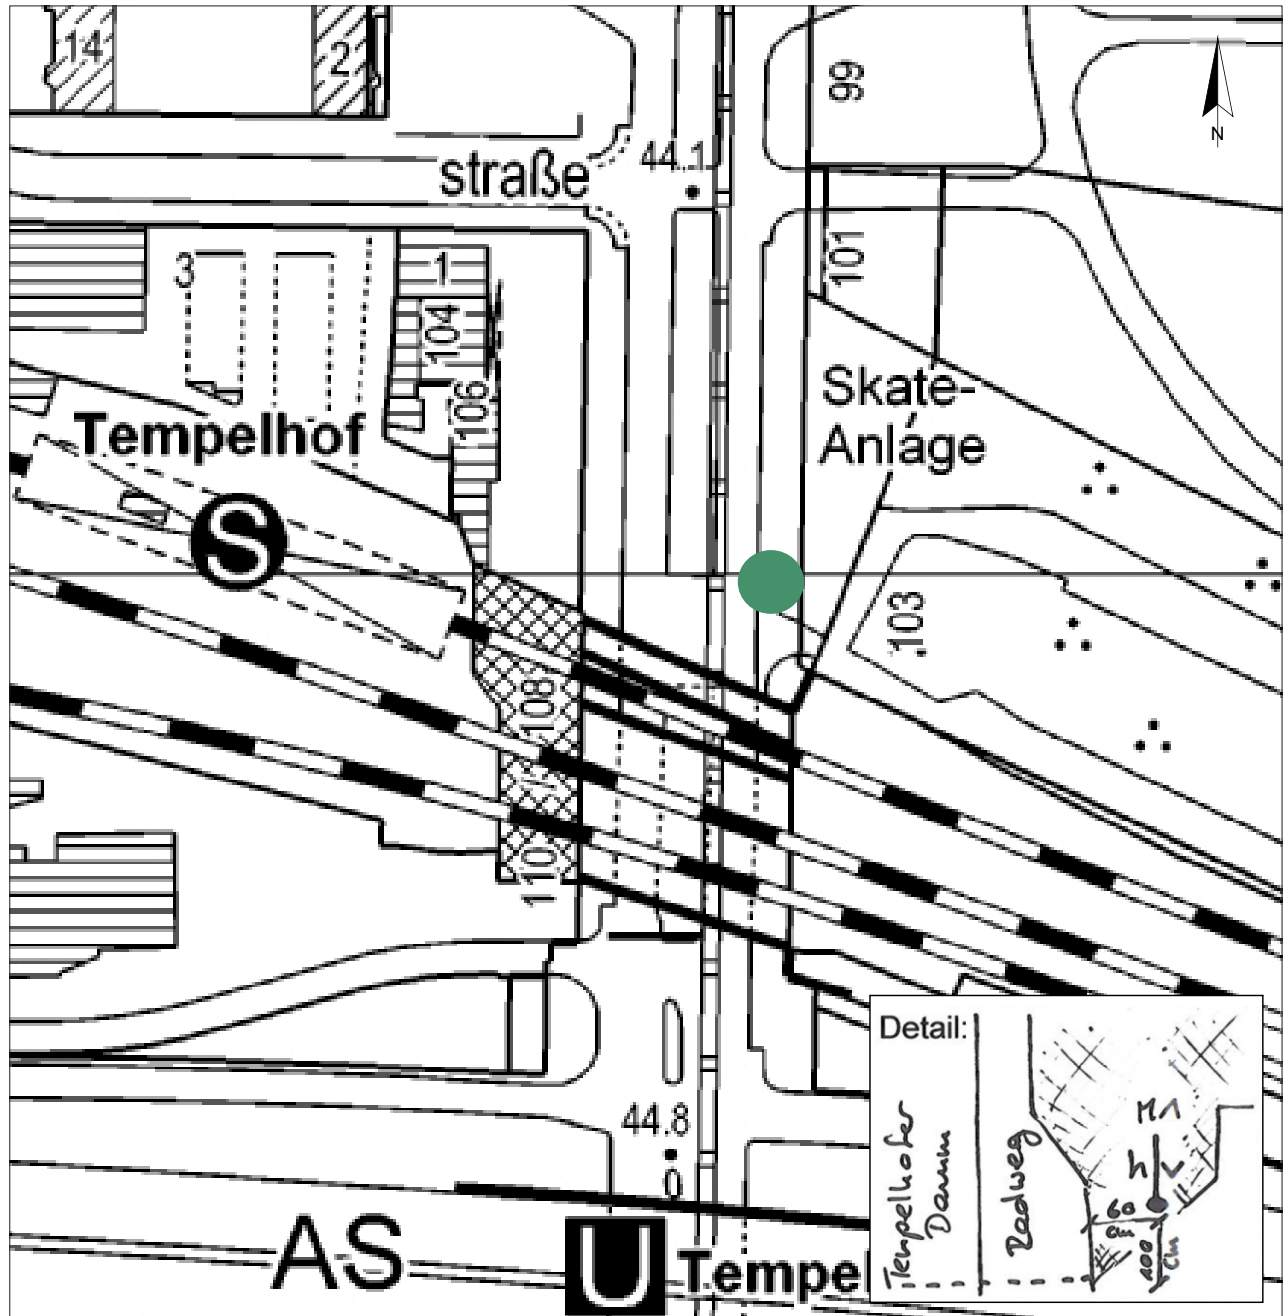 14
2
99
N
straße
44.1
3
1
101
104
Skate-
Anlage
106
Tempelhof
S
103
108
110
Detail:
44.8
Tempelhofer
Damm
Radweg
M1
h
V
60
cm
100
cm
AS
U
Tempel